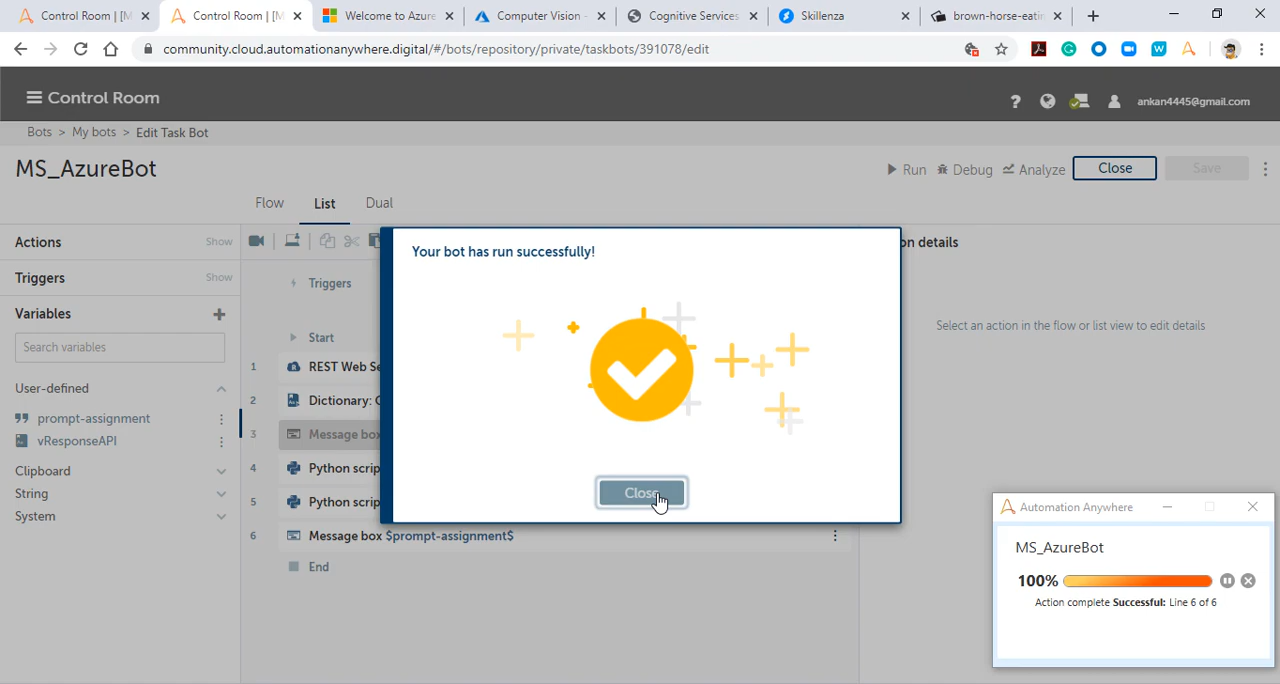 Control Room | [M
Control Room | [M
Welcome to Azure
Computer Vision -
Cognitive Services
Skillenza
brown-horse-eatin
community.cloud.automationanywhere.digital/#/bots/repository/private/taskbots/391078/edit
Control Room
? ankan4445@gmail.com
Bots > My bots > Edit Task Bot
MS_AzureBot
Run Debug Analyze Close Save
Flow List Dual
Actions Show
Triggers Show
Variables
Search variables
User-defined
prompt-assignment
vResponseAPI
Clipboard
String
System
Triggers
Start
1 REST Web Se
2 Dictionary: G
3 Message box
4 Python scrip
5 Python scrip
6 Message box $prompt-assignment$
End
Your bot has run successfully!
Close
on details
Select an action in the flow or list view to edit details
Automation Anywhere
MS_AzureBot
100%
Action complete Successful: Line 6 of 6